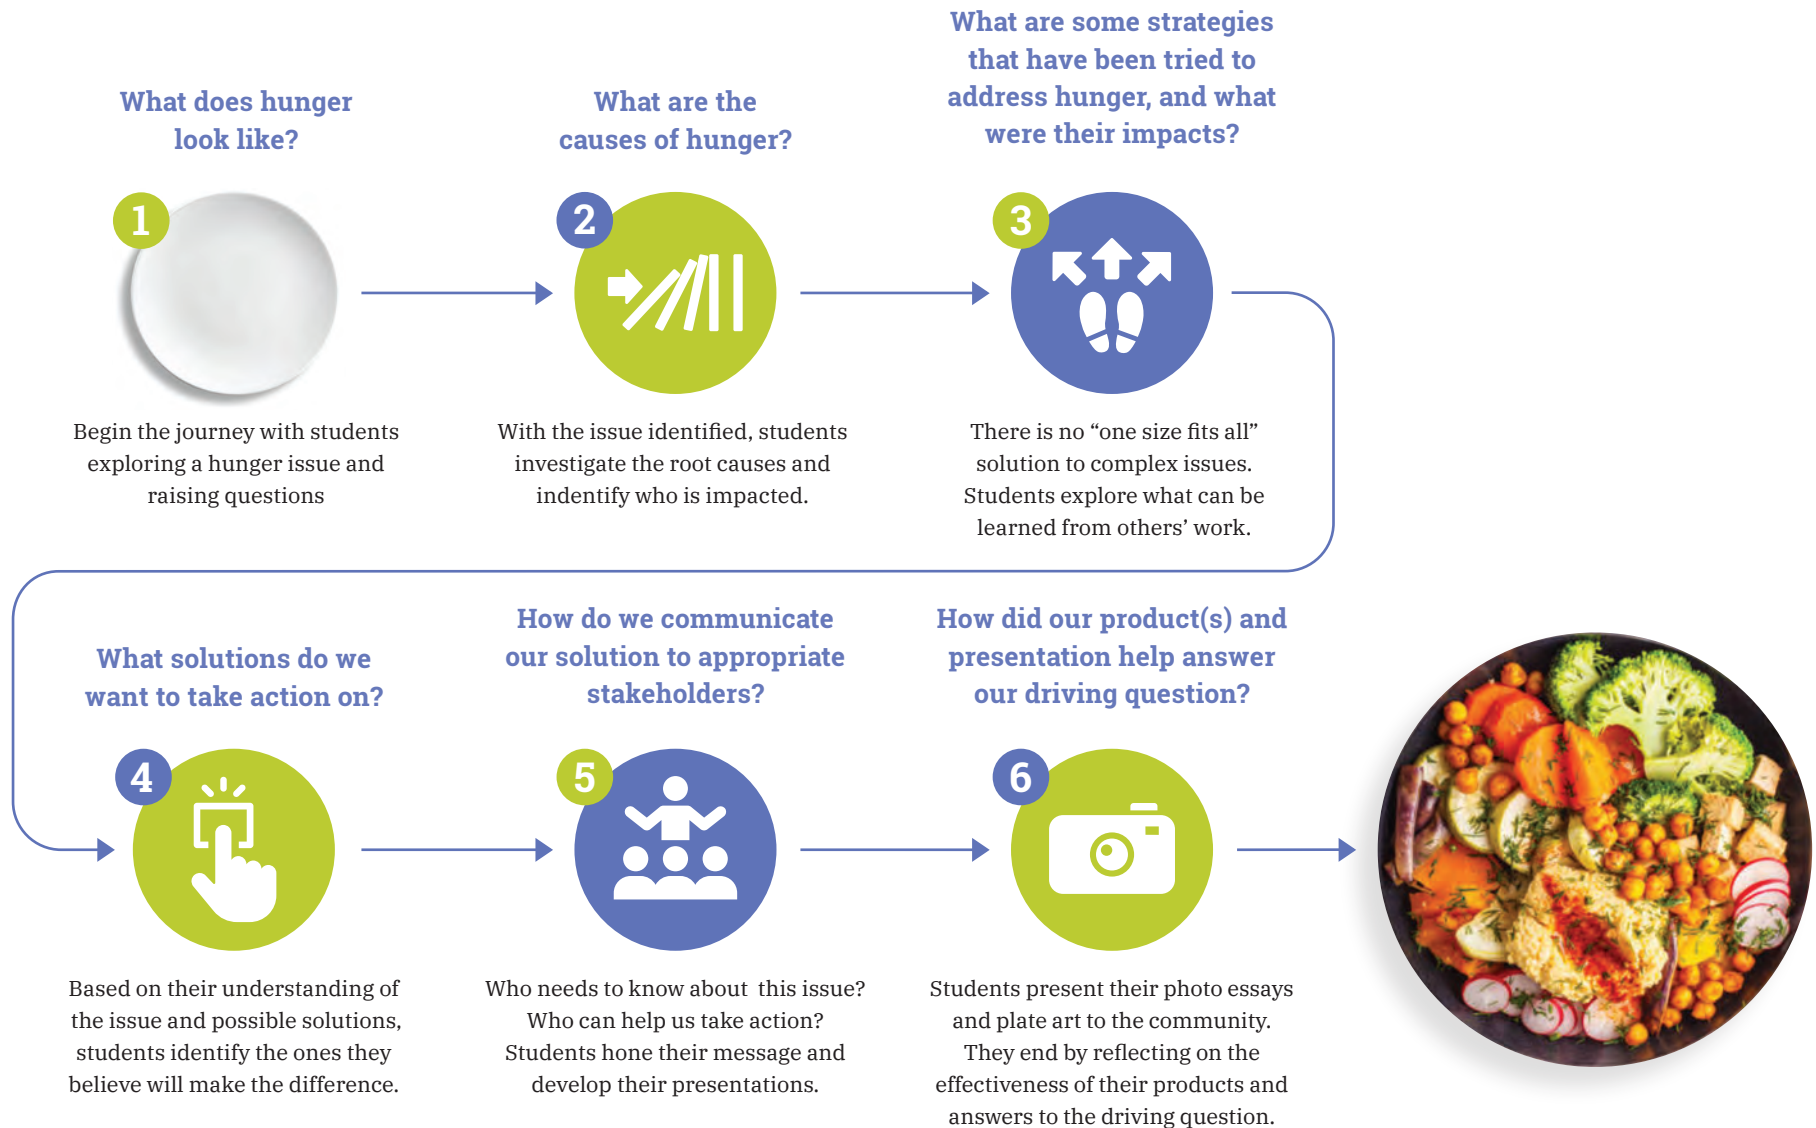 What does hunger
look like?
1
Begin the journey with students
exploring a hunger issue and
raising questions
What are the
causes of hunger?
2
With the issue identified, students
investigate the root causes and
indentify who is impacted.
What are some strategies
that have been tried to
address hunger, and what
were their impacts?
3
There is no “one size fits all”
solution to complex issues.
Students explore what can be
learned from others’ work.
What solutions do we
want to take action on?
4
Based on their understanding of
the issue and possible solutions,
students identify the ones they
believe will make the difference.
How do we communicate
our solution to appropriate
stakeholders?
5
Who needs to know about  this issue?
Who can help us take action?
Students hone their message and
develop their presentations.
How did our product(s) and
presentation help answer
our driving question?
6
Students present their photo essays
and plate art to the community.
They end by reflecting on the
effectiveness of their products and
answers to the driving question.